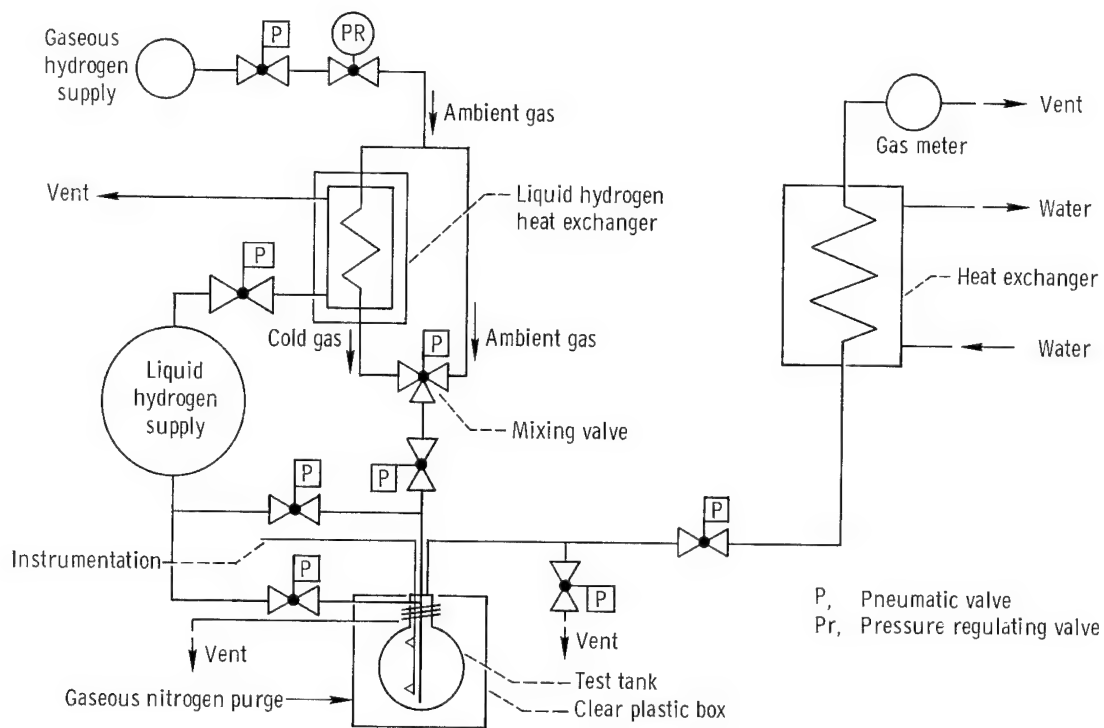 Gaseous
hydrogen
supply
P
PR
Ambient gas
Vent
Gas meter
Vent
Liquid hydrogen
heat exchanger
Water
P
Heat exchanger
Cold gas
P
Ambient gas
Water
Liquid
hydrogen
supply
Mixing valve
P
P
P
Instrumentation
P
P
P, Pneumatic valve
Pr, Pressure regulating valve
Vent
Vent
Test tank
Gaseous nitrogen purge
Clear plastic box